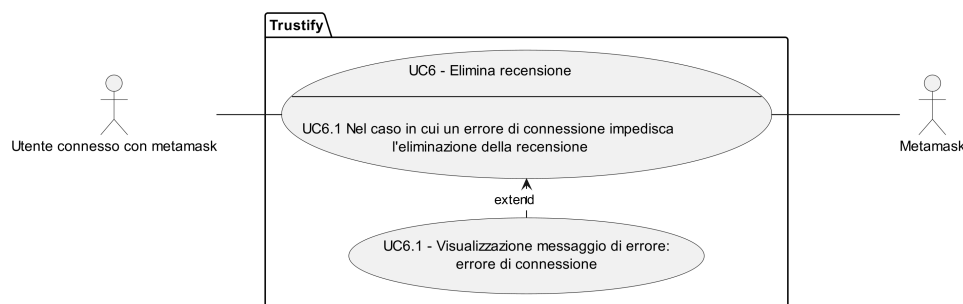 Trustify
UC6 - Elimina recensione
UC6.1 Nel caso in cui un errore di connessione impedisca
l'eliminazione della recensione
Utente connesso con metamask
Metamask
extend
UC6.1 - Visualizzazione messaggio di errore:
errore di connessione